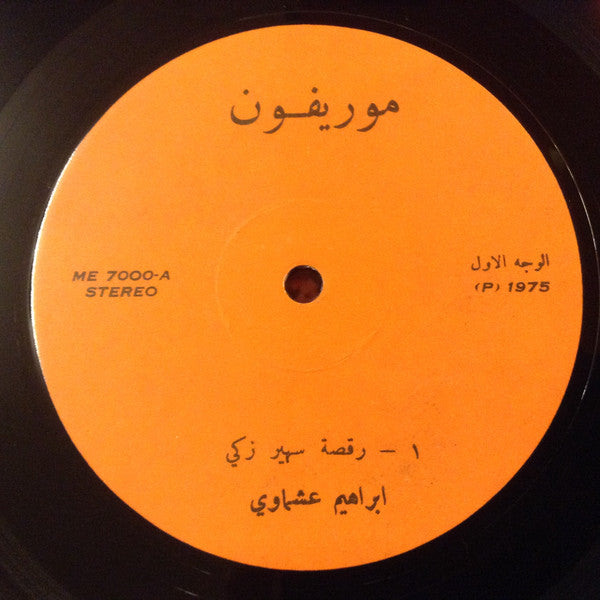 موريفون
ME 7000-A
STEREO
الوجه الاول
(P) 1975
١ - رقصة سهير زكي
ابراهيم عشماوي